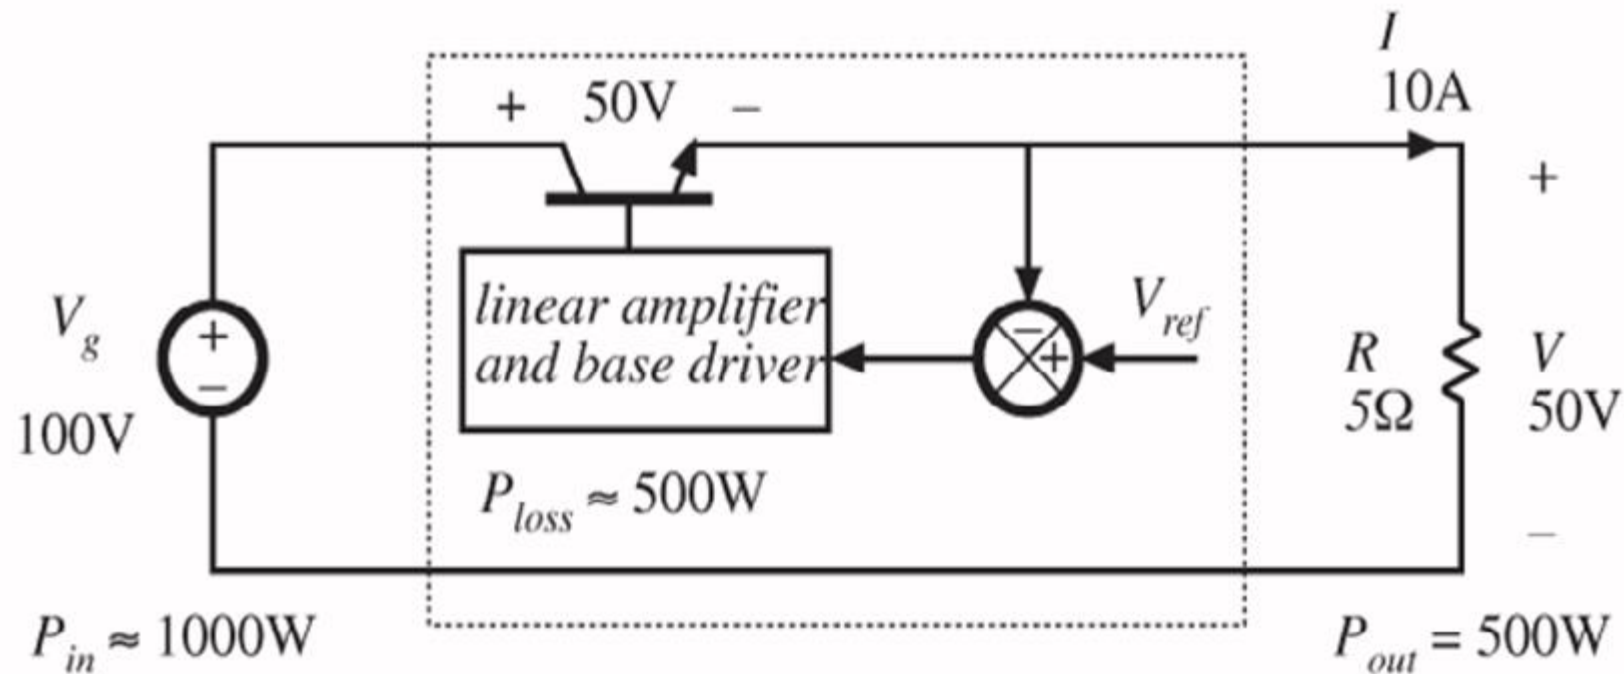 I
10A
+ 50V −
+
V_g
+
−
100V
linear amplifier
and base driver
−
+
V_ref
R
5Ω
V
50V
P_loss ≈ 500W
−
P_in ≈ 1000W
P_out = 500W